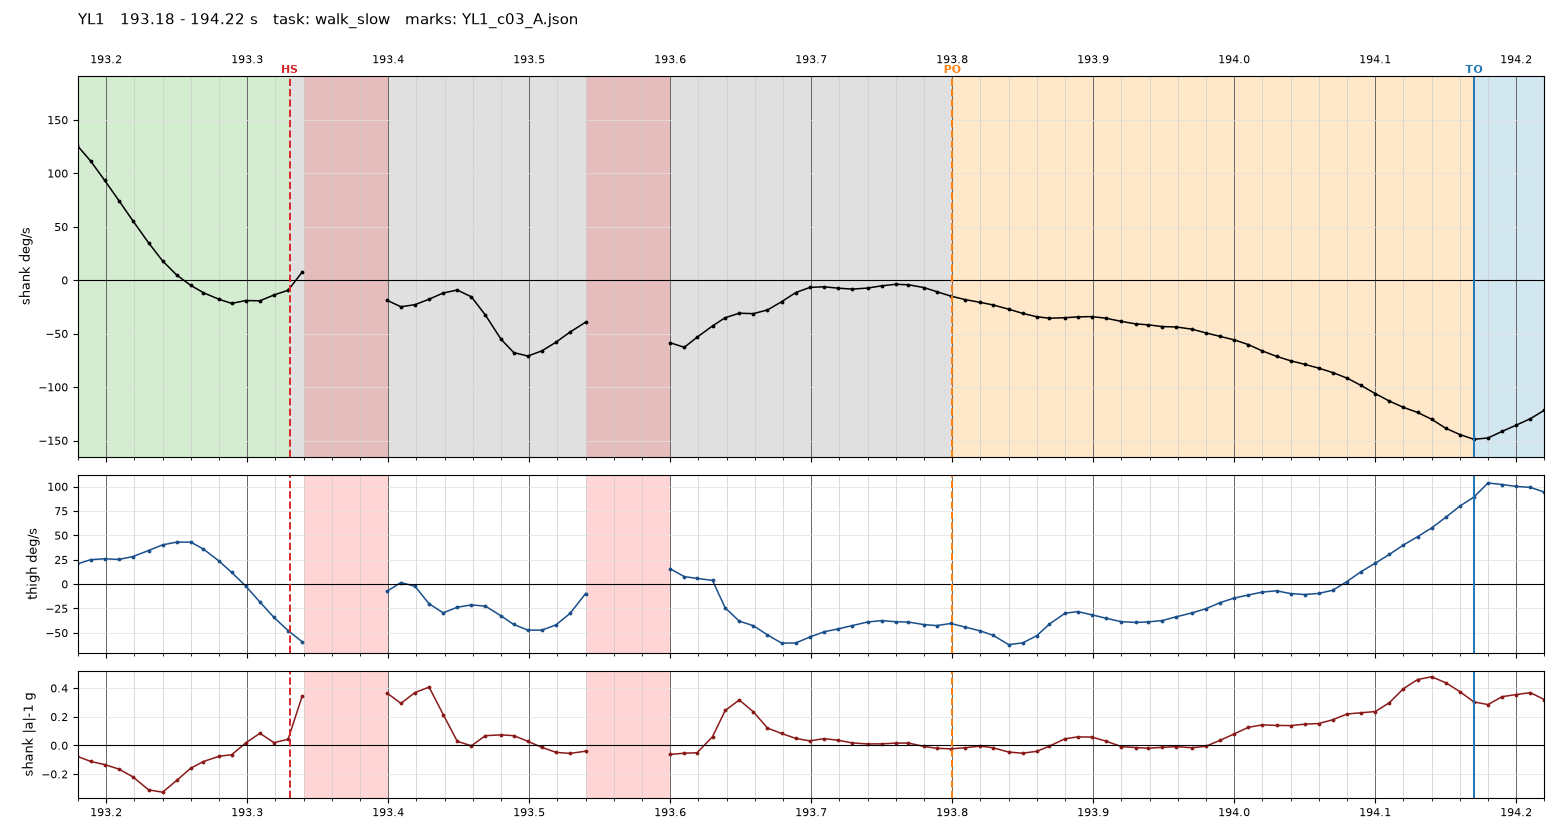 YL1   193.18 - 194.22 s   task: walk_slow   marks: YL1_c03_A.json
193.2 193.3 193.4 193.5 193.6 193.7 193.8 193.9 194.0 194.1 194.2
HS PO TO
shank deg/s
150
100
50
0
−50
−100
−150
thigh deg/s
100
75
50
25
0
−25
−50
shank |a|-1 g
0.4
0.2
0.0
−0.2
193.2 193.3 193.4 193.5 193.6 193.7 193.8 193.9 194.0 194.1 194.2